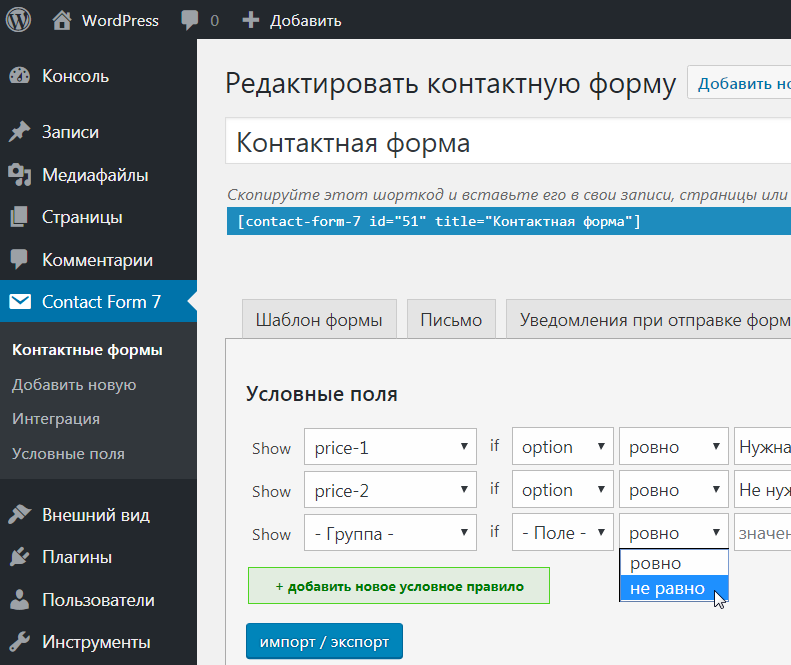 WordPress 0 Добавить
Консоль
Записи
Медиафайлы
Страницы
Комментарии
Contact Form 7
Контактные формы
Добавить новую
Интеграция
Условные поля
Внешний вид
Плагины
Пользователи
Инструменты
Редактировать контактную форму Добавить но
Контактная форма
Скопируйте этот шорткод и вставьте его в свои записи, страницы или
[contact-form-7 id="51" title="Контактная форма"]
Шаблон формы Письмо Уведомления при отправке форм
Условные поля
Show price-1 if option ровно Нужна
Show price-2 if option ровно Не нуж
Show - Группа - if - Поле - ровно значен
ровно
не равно
+ добавить новое условное правило
импорт / экспорт